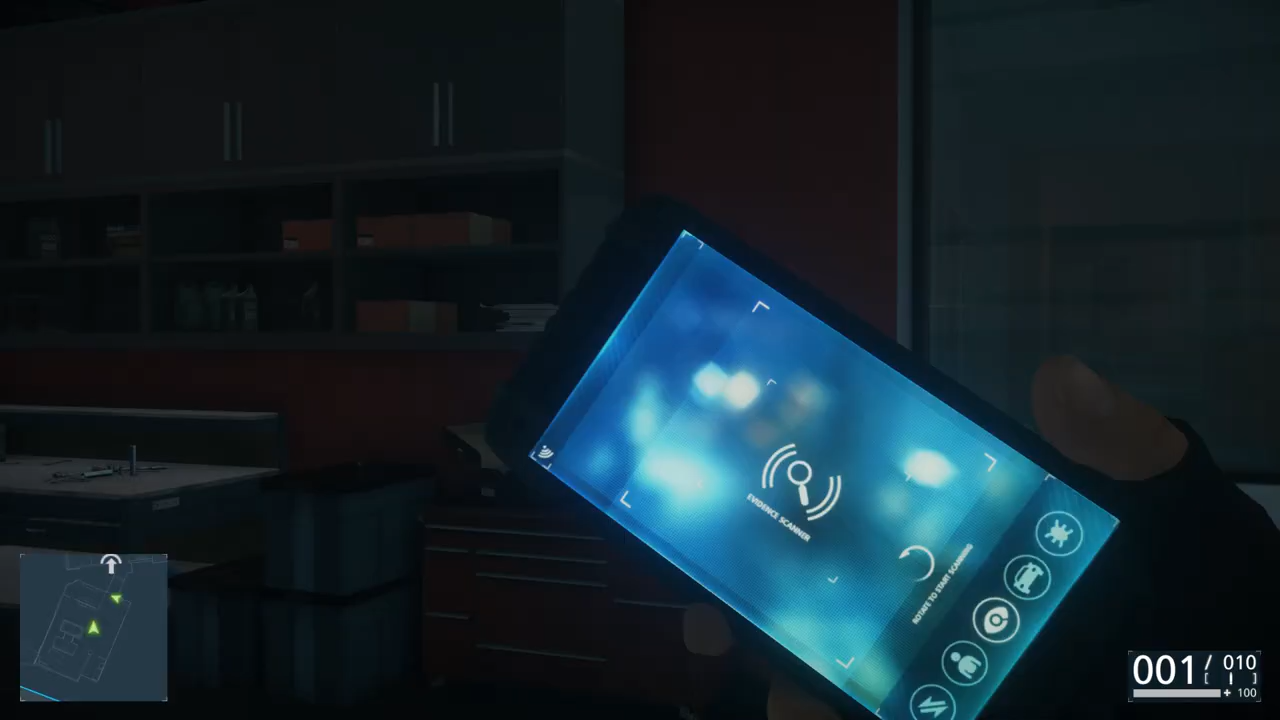 EVIDENCE SCANNER
ROTATE TO START SCANNING
001/ 010
[ | ]
+ 100